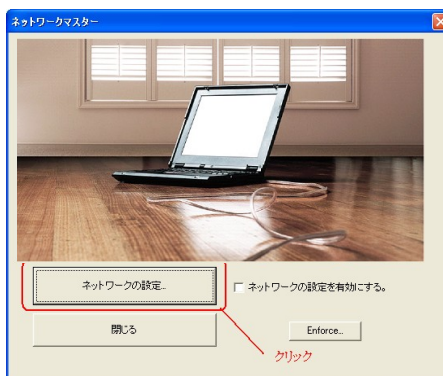 ネットワークマスター
ネットワークの設定...
ネットワークの設定を有効にする。
閉じる
Enforce...
クリック